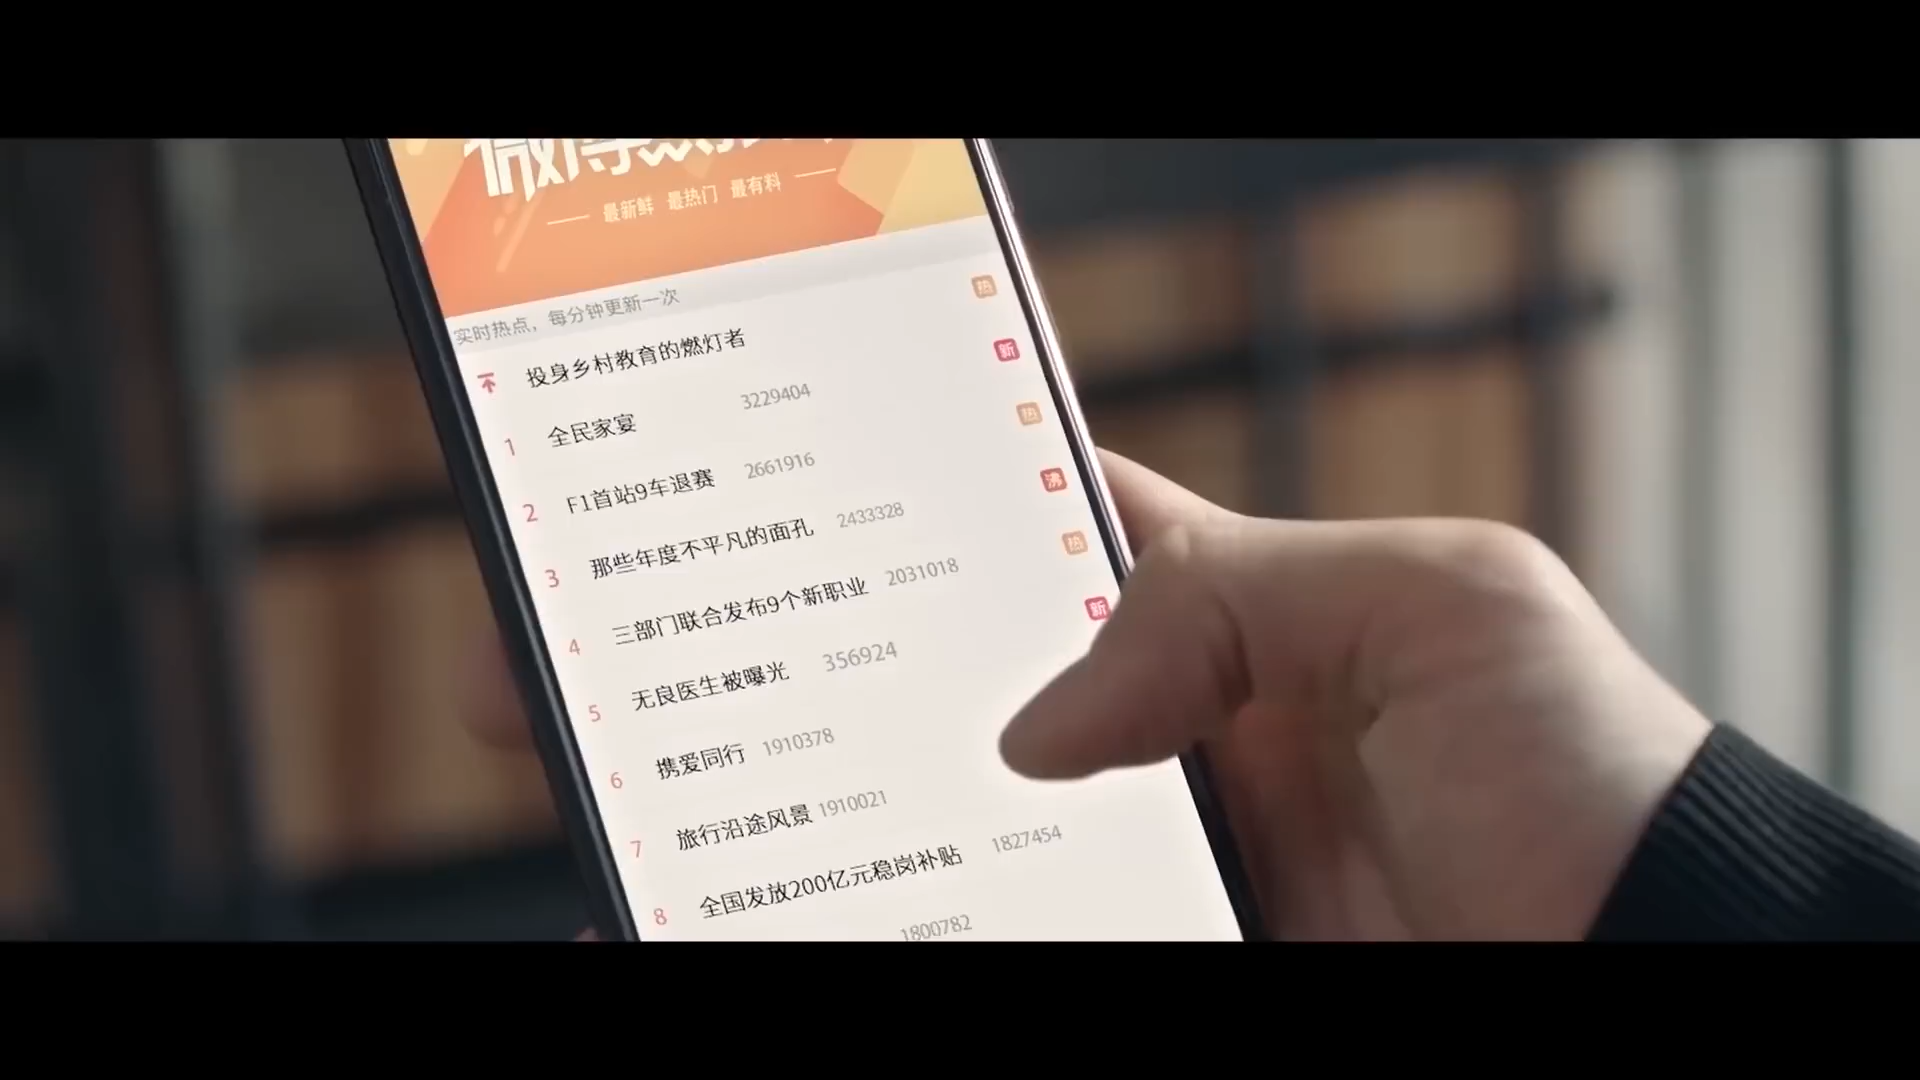 最新鲜 最热门 最有料
实时热点，每分钟更新一次
投身乡村教育的燃灯者 热
1 全民家宴 3229404 新
2 F1首站9车退赛 2661916 热
3 那些年度不平凡的面孔 2433328 沸
4 三部门联合发布9个新职业 2031018 热
5 无良医生被曝光 356924 新
6 携爱同行 1910378
7 旅行沿途风景 1910021
8 全国发放200亿元稳岗补贴 1827454
1800782